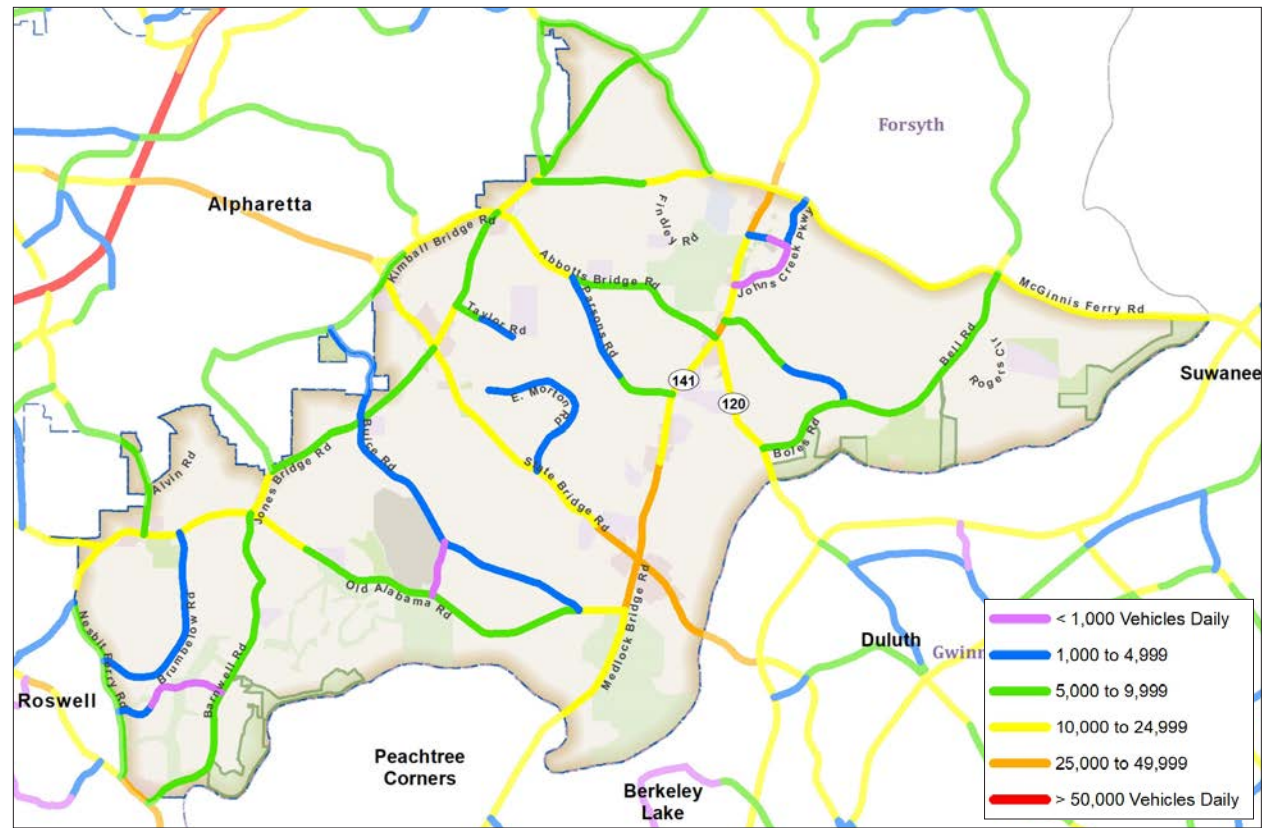 Forsyth
Alpharetta
Kimball Bridge Rd
Findley Rd
Johns Creek Pkwy
Abbotts Bridge Rd
McGinnis Ferry Rd
Taylor Rd
Parsons Rd
Bell Rd
Rogers Cir
Suwanee
141
120
E. Morton Rd
Buice Rd
Boles Rd
Alvin Rd
Jones Bridge Rd
State Bridge Rd
Old Alabama Rd
Medlock Bridge Rd
Nesbit Ferry Rd
Brumbelow Rd
Barnwell Rd
Roswell
Duluth
Gwinn
Peachtree
Corners
Berkeley
Lake
< 1,000 Vehicles Daily
1,000 to 4,999
5,000 to 9,999
10,000 to 24,999
25,000 to 49,999
> 50,000 Vehicles Daily